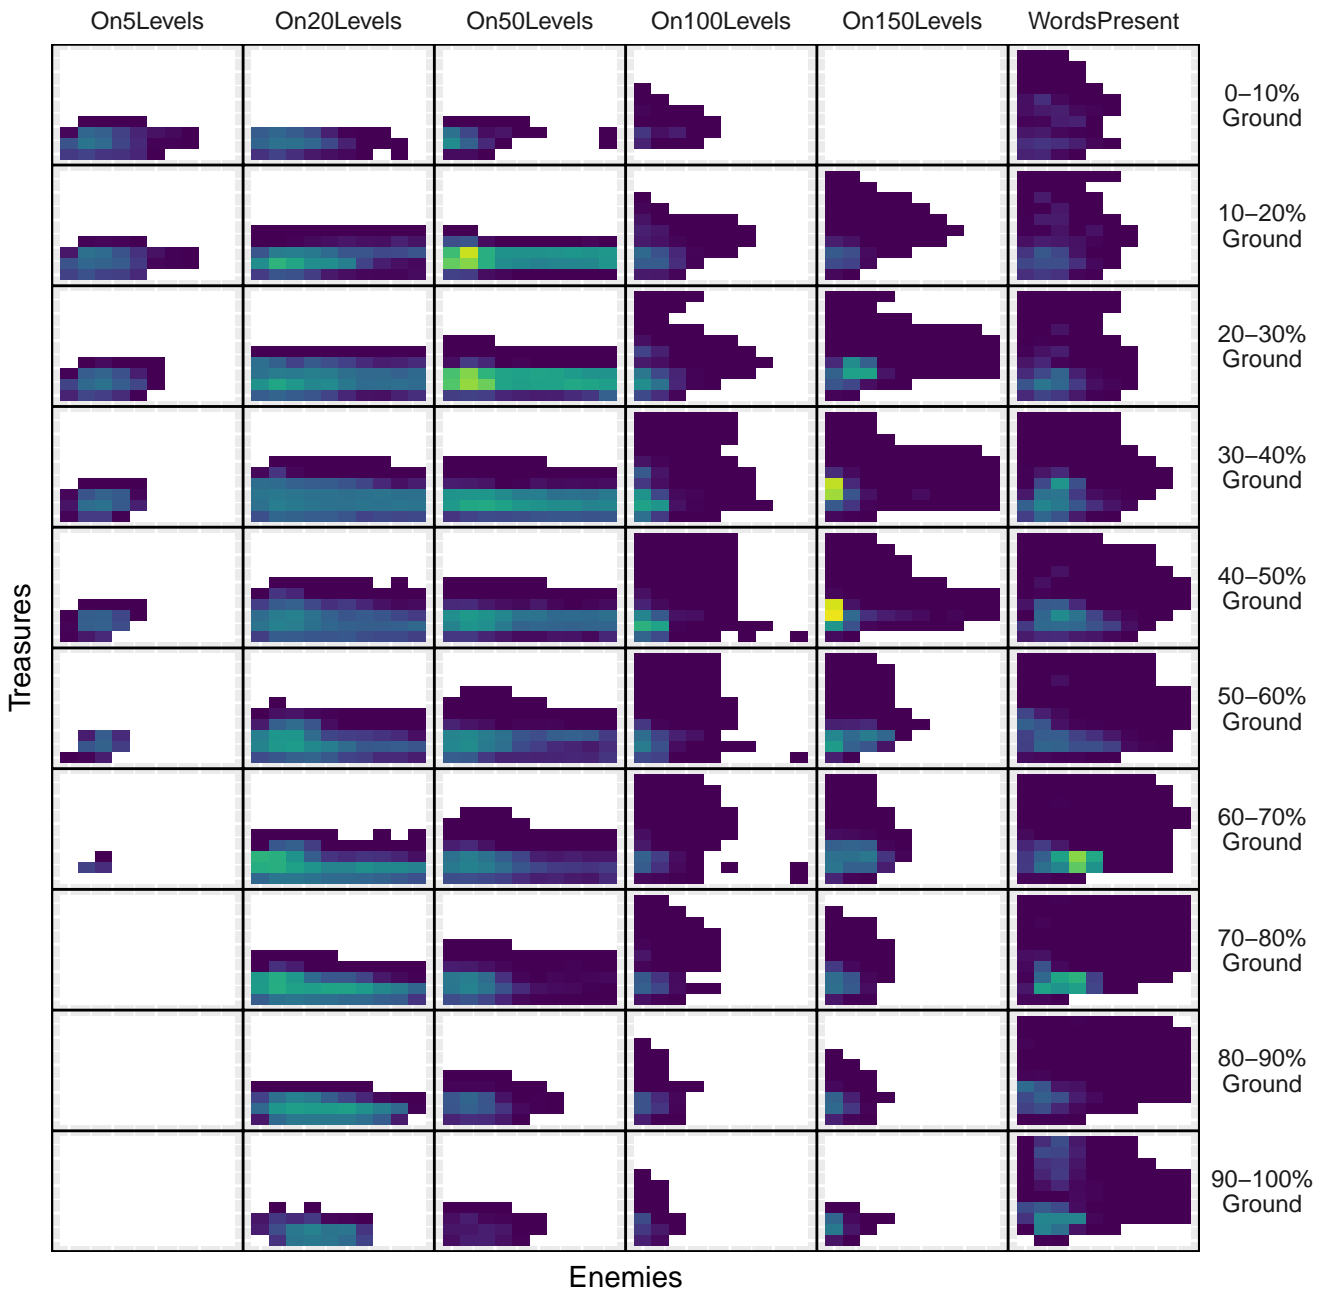 On5Levels On20Levels On50Levels On100Levels On150Levels WordsPresent
0−10%
Ground
10−20%
Ground
20−30%
Ground
30−40%
Ground
40−50%
Ground
50−60%
Ground
60−70%
Ground
70−80%
Ground
80−90%
Ground
90−100%
Ground
Treasures
Enemies